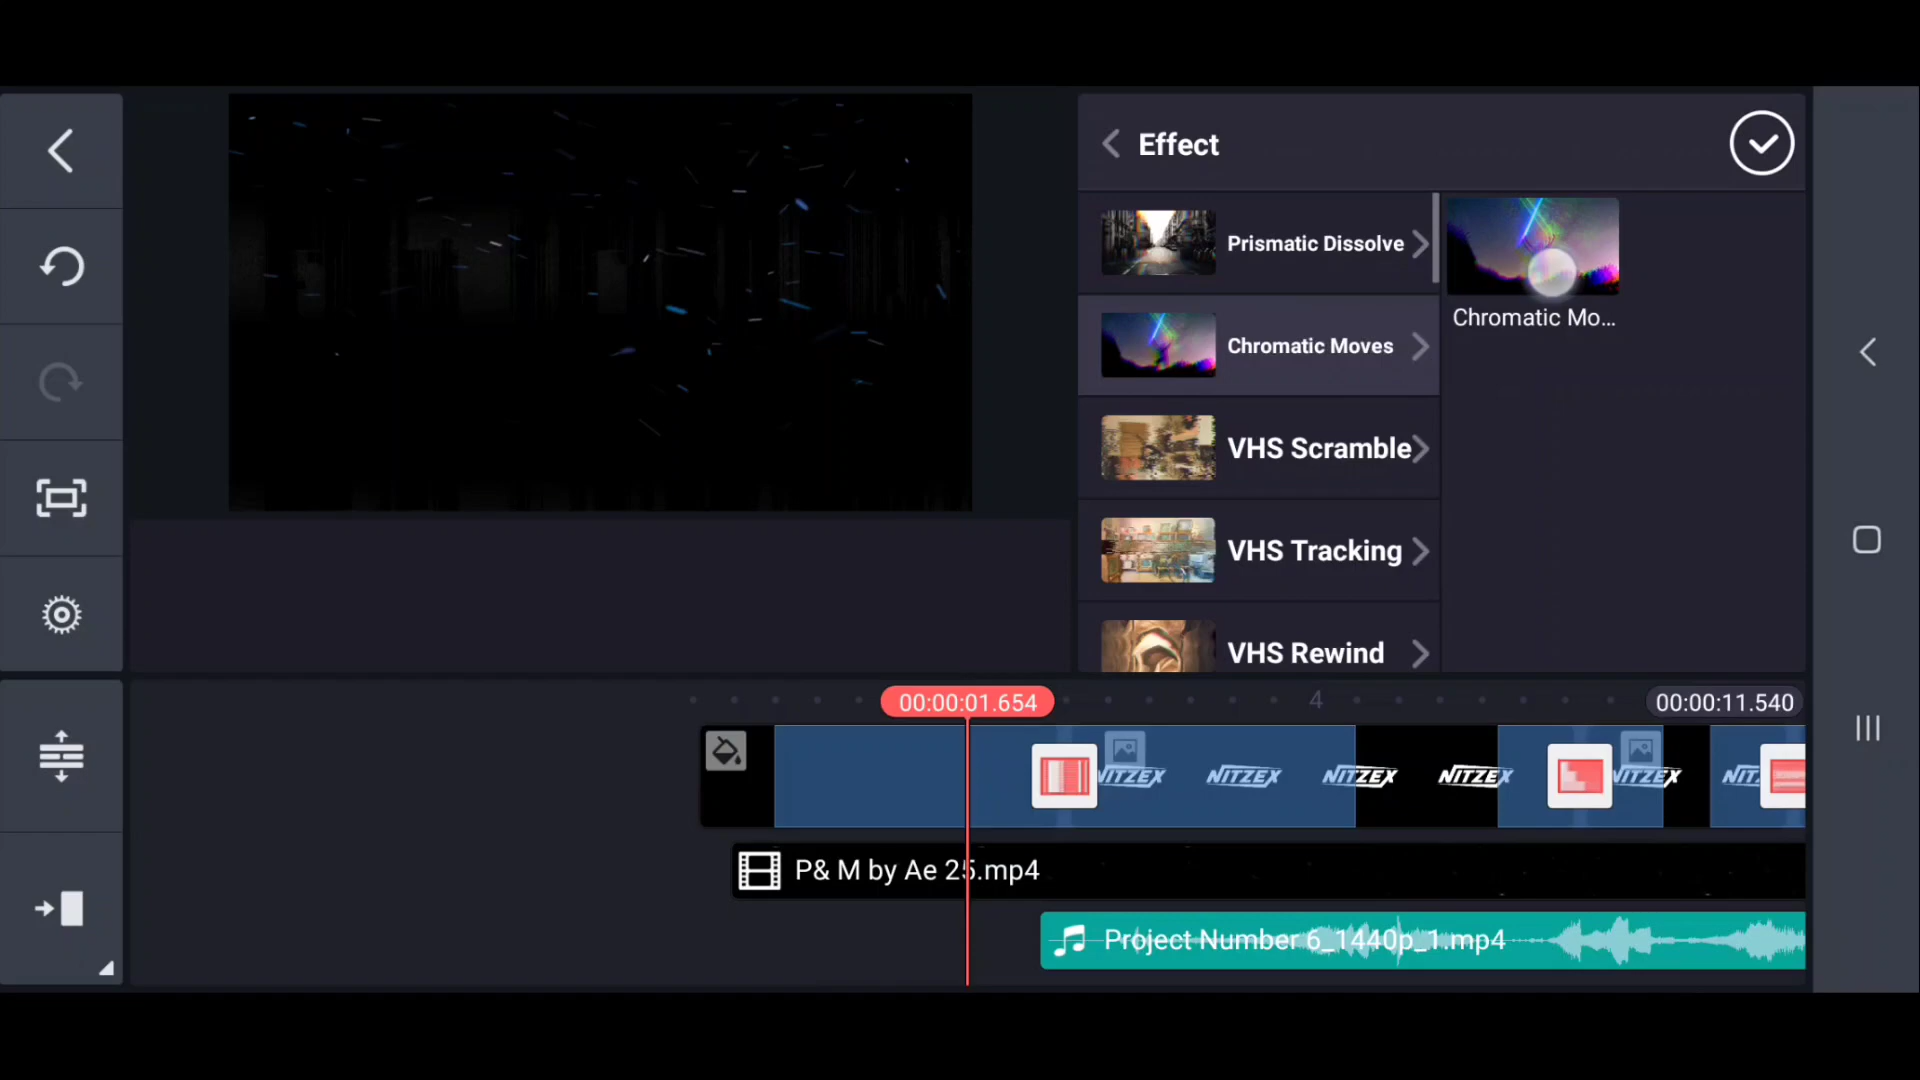 Effect
Prismatic Dissolve
Chromatic Moves
VHS Scramble
VHS Tracking
VHS Rewind
Chromatic Mo...
00:00:01.654
4
00:00:11.540
NITZEX NITZEX NITZEX NITZEX NITZEX NITZ
P& M by Ae 25.mp4
Project Number 6_1440p_1.mp4